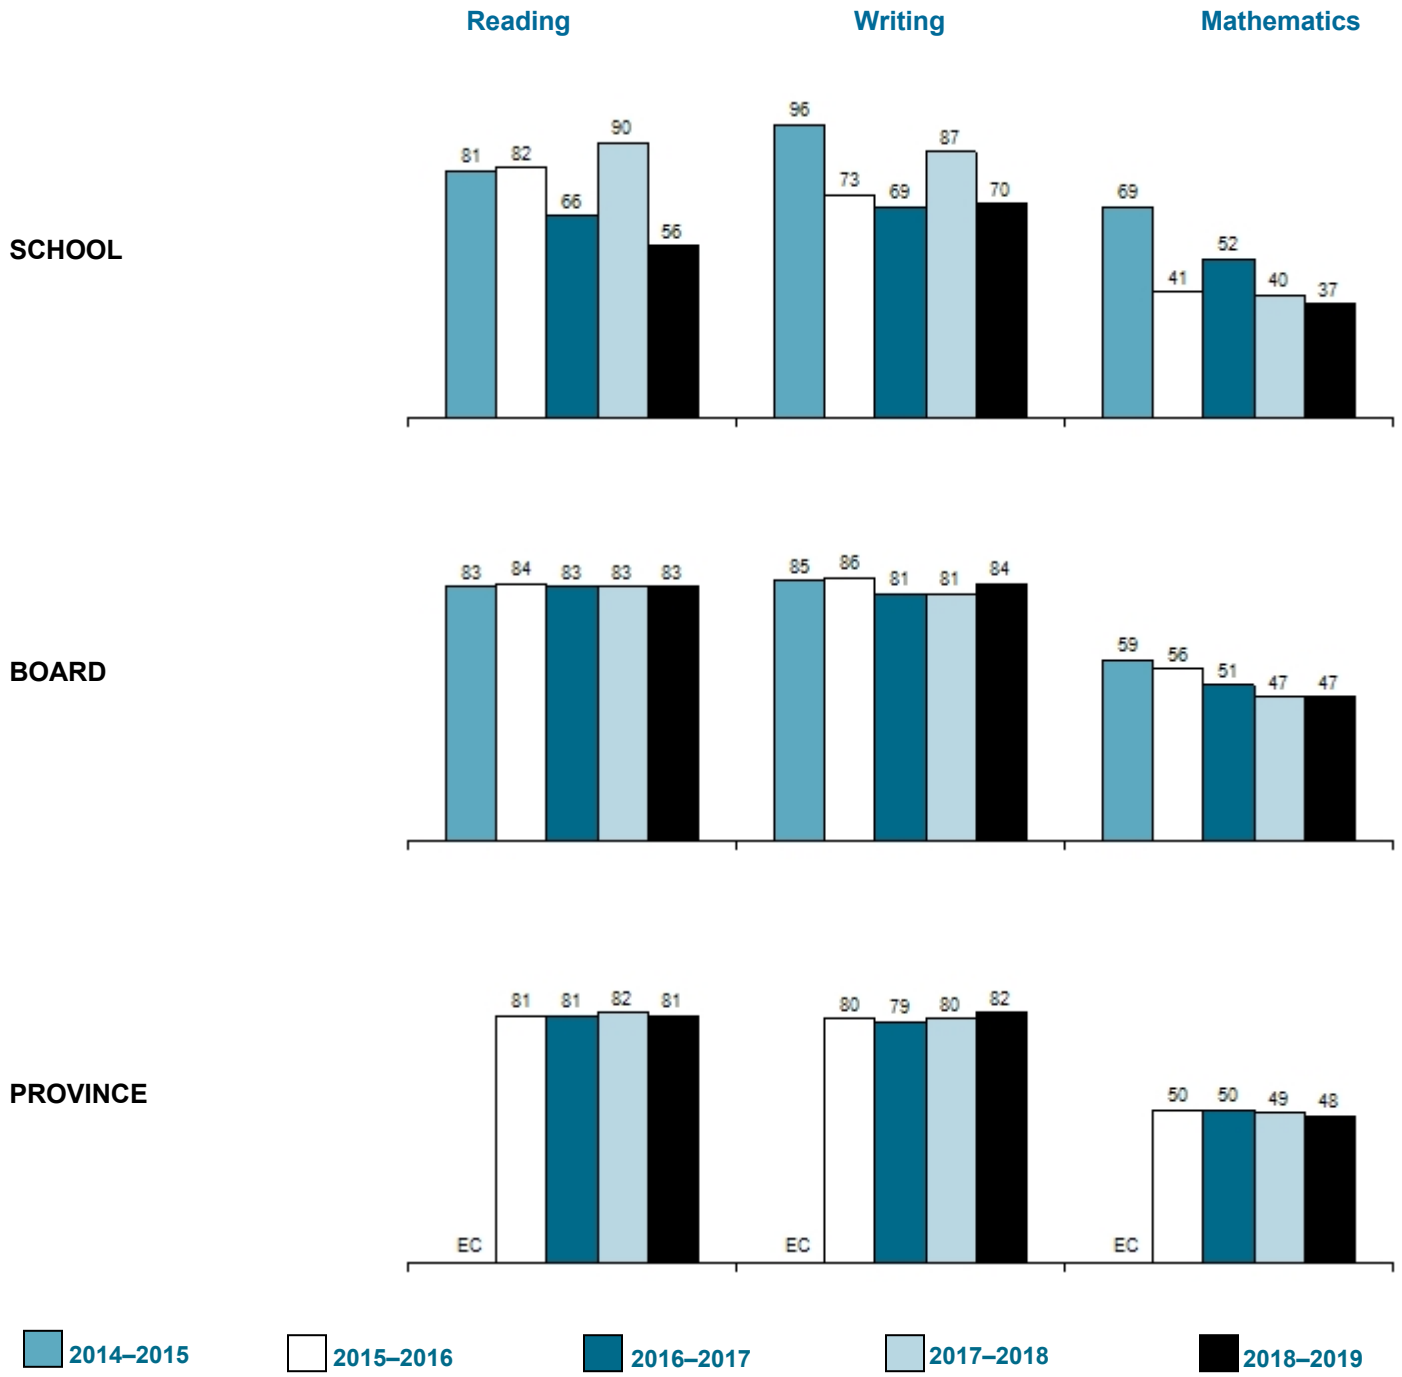 Reading Writing Mathematics
SCHOOL
81 82 66 90 56
96 73 69 87 70
69 41 52 40 37
BOARD
83 84 83 83 83
85 86 81 81 84
59 56 51 47 47
PROVINCE
EC 81 81 82 81
EC 80 79 80 82
EC 50 50 49 48
2014–2015 2015–2016 2016–2017 2017–2018 2018–2019